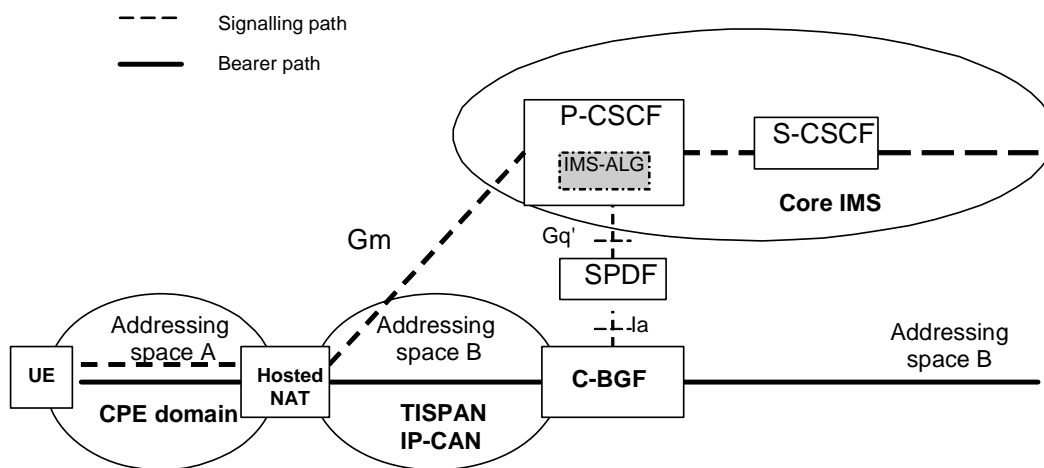 Signalling path
Bearer path
P-CSCF
IMS-ALG
S-CSCF
Core IMS
Gm
Gq'
SPDF
Ia
Addressing
space A
Addressing
space B
Addressing
space B
UE
Hosted
NAT
C-BGF
CPE domain
TISPAN
IP-CAN